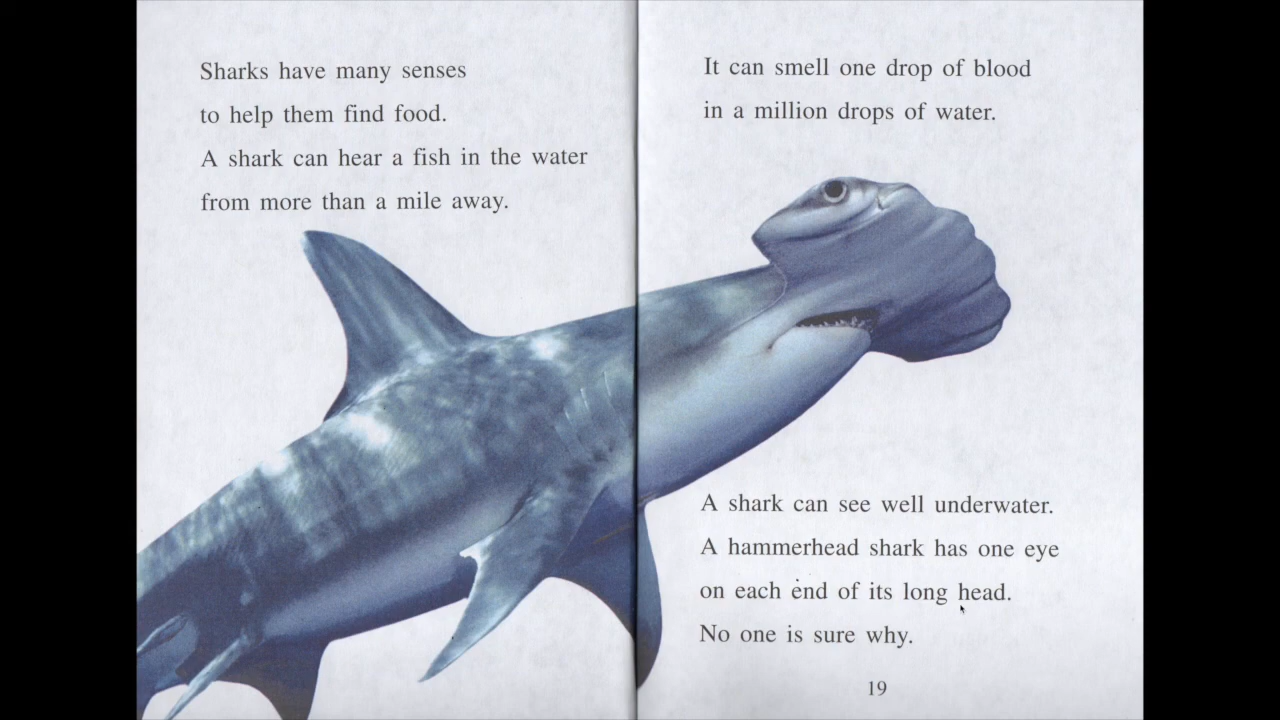 Sharks have many senses
to help them find food.
A shark can hear a fish in the water
from more than a mile away.
It can smell one drop of blood
in a million drops of water.
A shark can see well underwater.
A hammerhead shark has one eye
on each end of its long head.
No one is sure why.
19